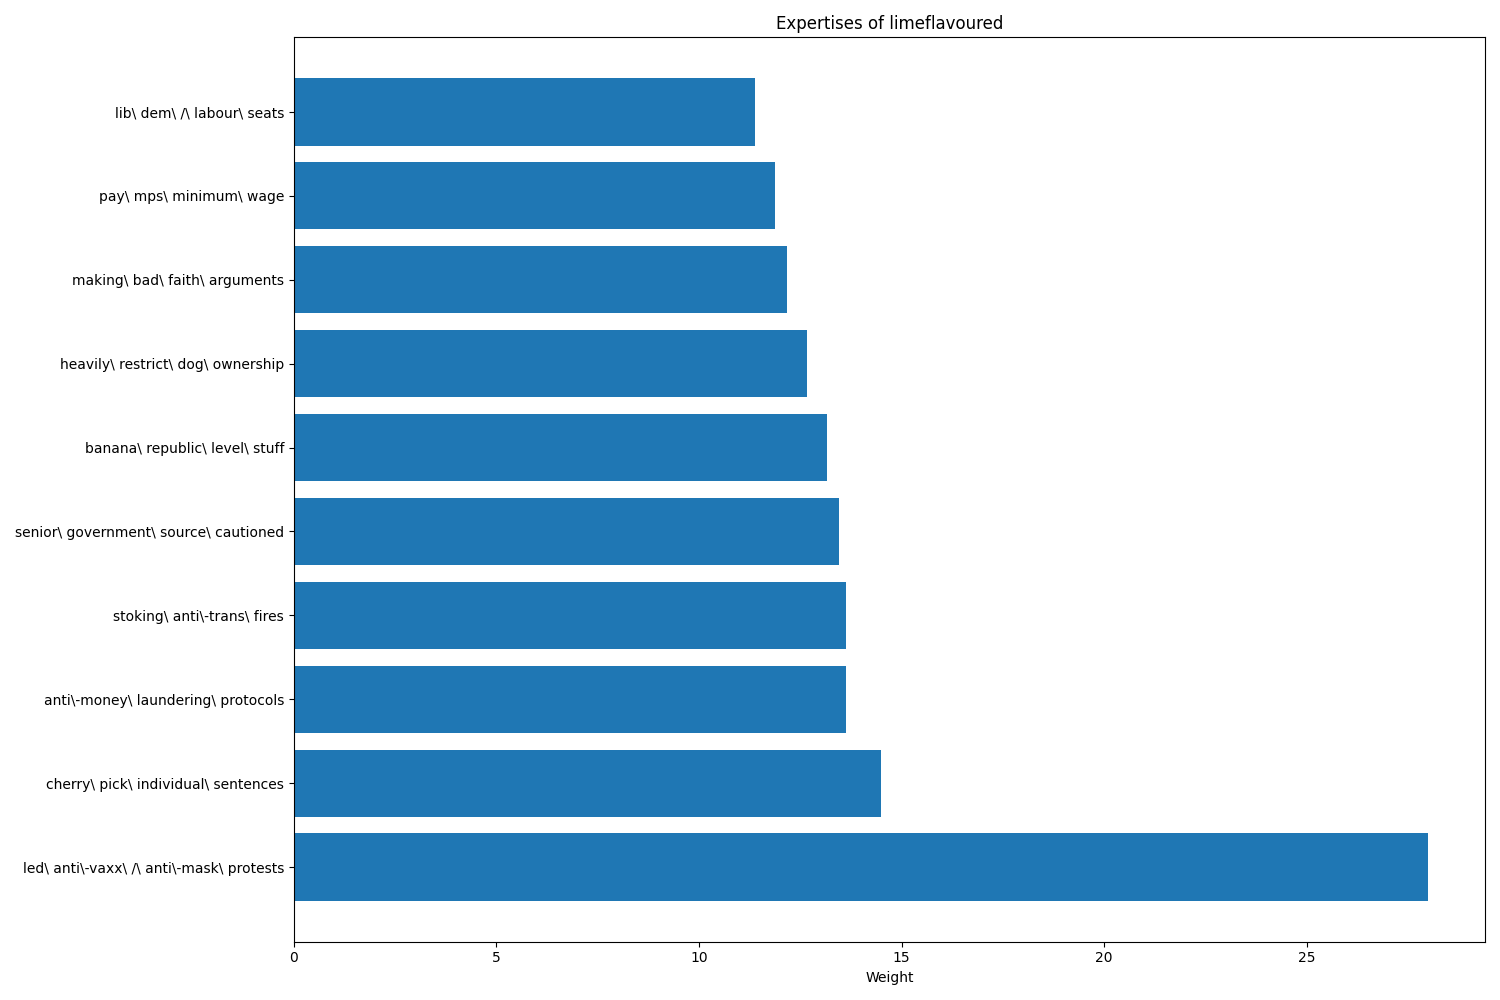 Expertises of limeflavoured
lib\ dem\ /\ labour\ seats
pay\ mps\ minimum\ wage
making\ bad\ faith\ arguments
heavily\ restrict\ dog\ ownership
banana\ republic\ level\ stuff
senior\ government\ source\ cautioned
stoking\ anti\-trans\ fires
anti\-money\ laundering\ protocols
cherry\ pick\ individual\ sentences
led\ anti\-vaxx\ /\ anti\-mask\ protests
0 5 10 15 20 25
Weight